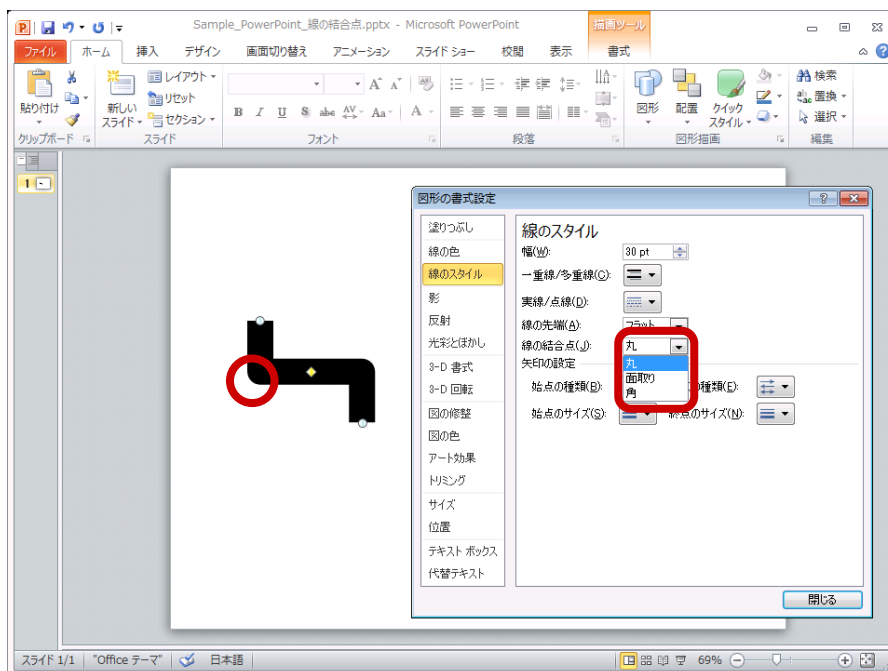 Sample_PowerPoint_線の結合点.pptx - Microsoft PowerPoint
描画ツール
ファイル ホーム 挿入 デザイン 画面切り替え アニメーション スライド ショー 校閲 表示 書式
貼り付け
クリップボード
新しい
スライド
レイアウト
リセット
セクション
スライド
B I U S abc AV Aa A
フォント
段落
図形
配置
クイック
スタイル
図形描画
検索
置換
選択
編集
1
図形の書式設定
塗りつぶし
線の色
線のスタイル
影
反射
光彩とぼかし
3-D 書式
3-D 回転
図の修整
図の色
アート効果
トリミング
サイズ
位置
テキスト ボックス
代替テキスト
線のスタイル
幅(W): 30 pt
一重線/多重線(C):
実線/点線(D):
線の先端(A): フラット
線の結合点(J): 丸
丸
面取り
角
矢印の設定
始点の種類(B): の種類(E):
始点のサイズ(S): 終点のサイズ(N):
閉じる
スライド 1/1 "Office テーマ" 日本語 69%